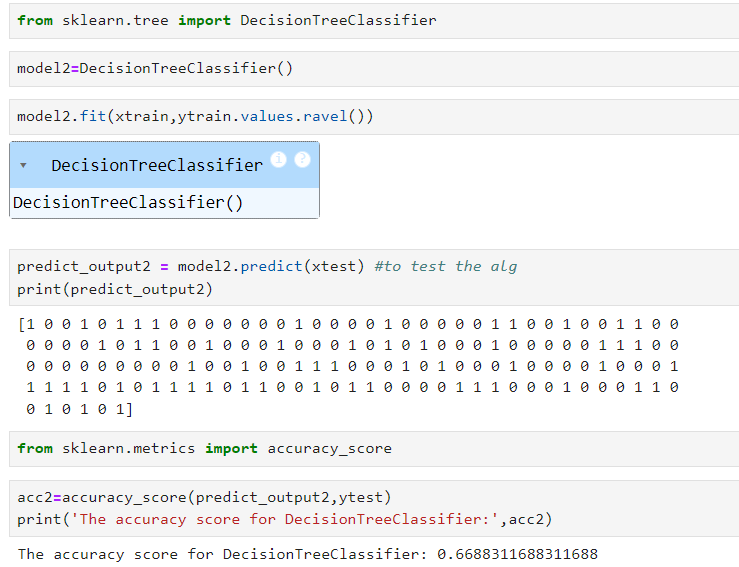 from sklearn.tree import DecisionTreeClassifier
model2=DecisionTreeClassifier()
model2.fit(xtrain,ytrain.values.ravel())
▾ DecisionTreeClassifier i ?
DecisionTreeClassifier()
predict_output2 = model2.predict(xtest) #to test the alg
print(predict_output2)
[1 0 0 1 0 1 1 1 0 0 0 0 0 0 0 1 0 0 0 0 1 0 0 0 0 0 1 1 0 0 1 0 0 1 1 0 0
0 0 0 0 1 0 1 1 0 0 1 0 0 0 1 0 0 0 1 0 1 0 1 0 0 0 1 0 0 0 0 0 1 1 1 0 0
0 0 0 0 0 0 0 0 0 1 0 0 1 0 0 1 1 1 0 0 0 1 0 1 0 0 0 1 0 0 0 0 1 0 0 0 1
1 1 1 1 0 1 0 1 1 1 1 0 1 1 0 0 1 0 1 1 0 0 0 0 1 1 1 0 0 0 1 0 0 0 1 1 0
0 1 0 1 0 1]
from sklearn.metrics import accuracy_score
acc2=accuracy_score(predict_output2,ytest)
print('The accuracy score for DecisionTreeClassifier:',acc2)
The accuracy score for DecisionTreeClassifier: 0.6688311688311688